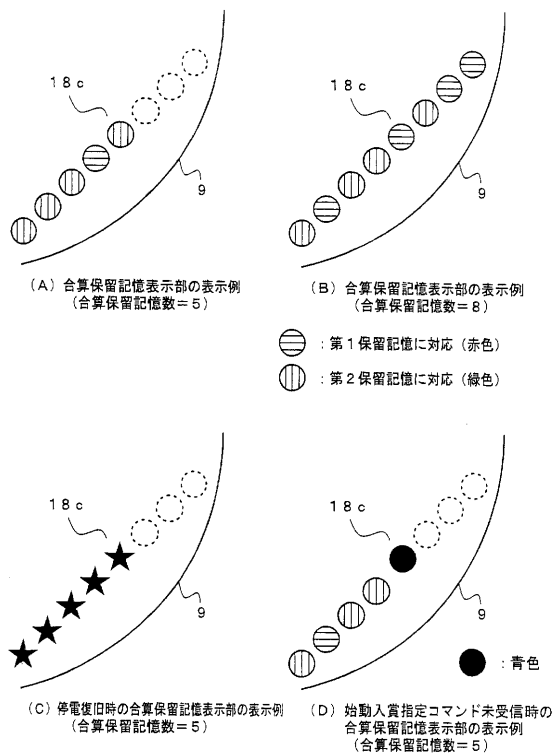 18c
9
(A) 合算保留記憶表示部の表示例
(合算保留記憶数=5)
18c
9
(B) 合算保留記憶表示部の表示例
(合算保留記憶数=8)
:第1保留記憶に対応(赤色)
:第2保留記憶に対応(緑色)
18c
9
(C) 停電復旧時の合算保留記憶表示部の表示例
(合算保留記憶数=5)
18c
9
:青色
(D) 始動入賞指定コマンド未受信時の
合算保留記憶表示部の表示例
(合算保留記憶数=5)